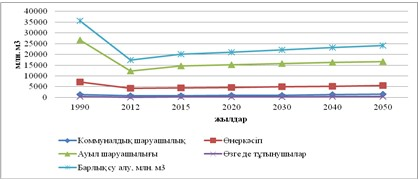 млн. м3
40000
35000
30000
25000
20000
15000
10000
5000
0
1990 2012 2015 2020 2030 2040 2050
жылдар
Коммуналдық шаруашылық
Өнеркәсіп
Ауыл шаруашылығы
Өзге де тұтынушылар
Барлық су алу, млн. м3